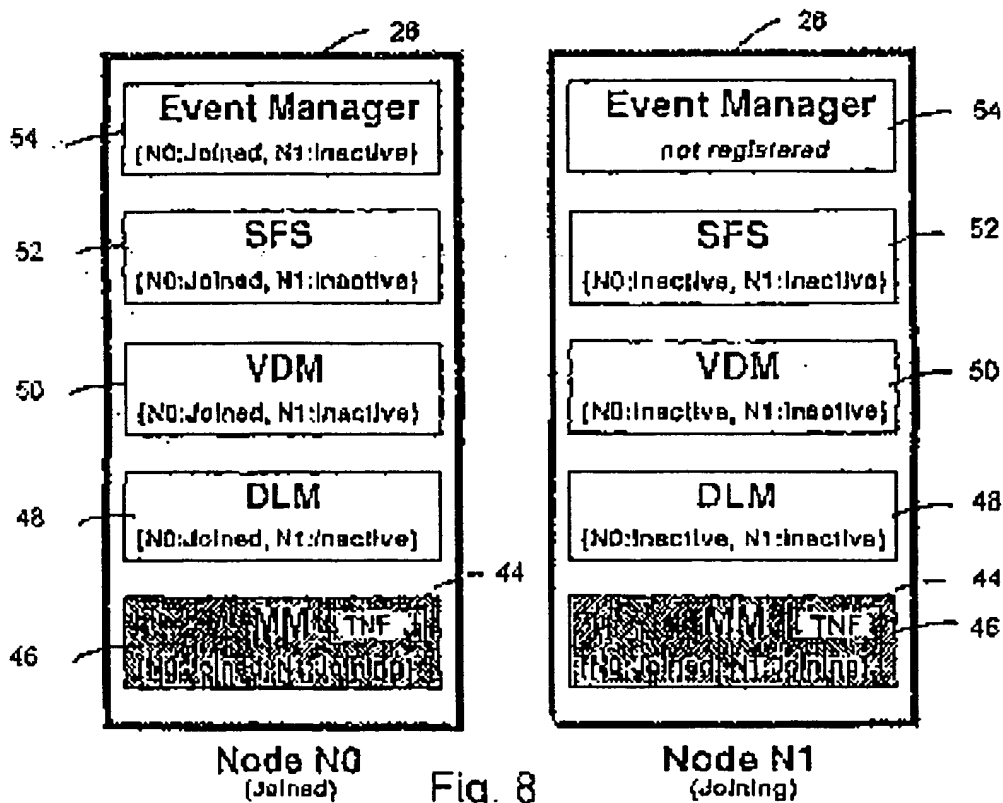 26
Event Manager
{N0:Joined, N1:Inactive}
54
SFS
{N0:Joined, N1:Inactive}
52
VDM
{N0:Joined, N1:Inactive}
50
DLM
{N0:Joined, N1:Inactive}
48
44
MM TNF
{N0:Joined, N1:Joining}
46
Node N0
(Joined)
26
Event Manager
not registered
54
SFS
{N0:Inactive, N1:Inactive}
52
VDM
{N0:Inactive, N1:Inactive}
50
DLM
{N0:Inactive, N1:Inactive}
48
44
MM TNF
{N0:Joined, N1:Joining}
46
Node N1
(Joining)
Fig. 8